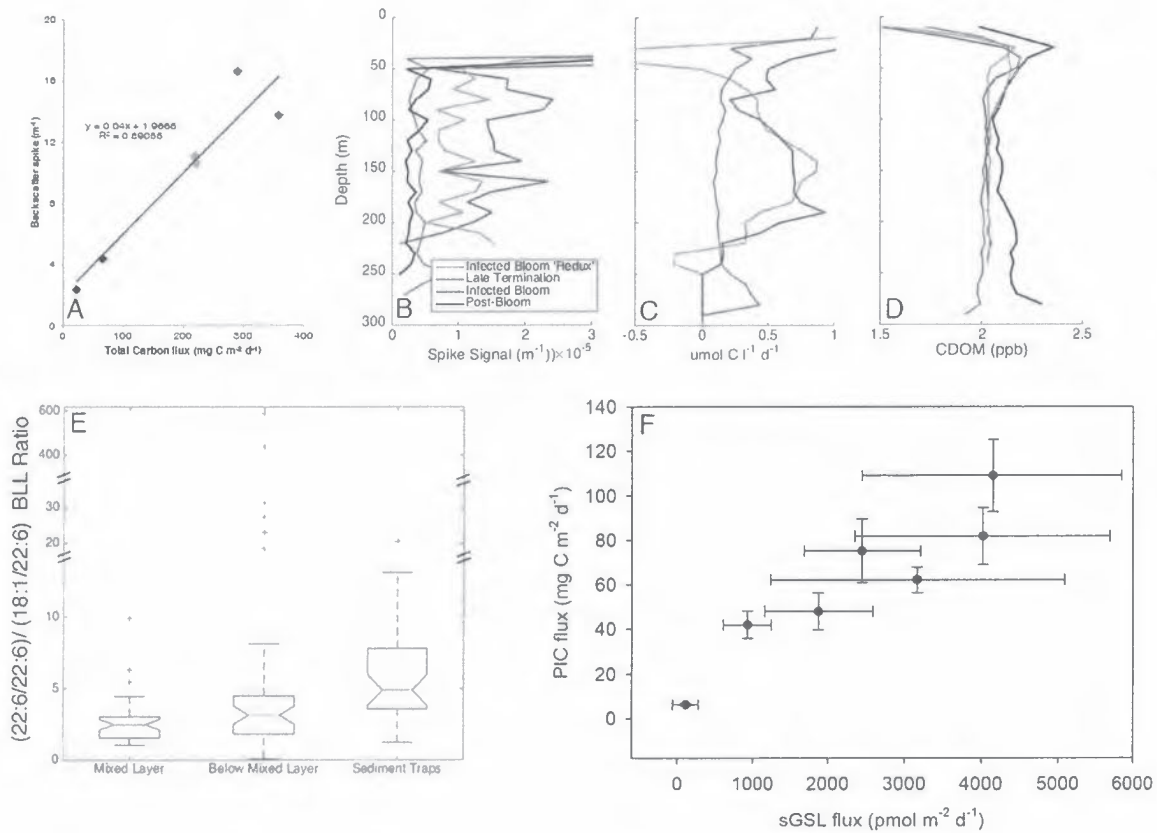 20
16
12
8
4
0
Backscatter spike (m⁻¹)
y = 0.04x + 1.9666
A
0
100
200
300
400
Total Carbon flux (mg C m⁻² d⁻¹)
0
50
100
150
200
250
300
Depth (m)
B
Infected Bloom 'Redux'
Late Termination
Infected Bloom
Post-Bloom
0
1
2
3
Spike Signal (m⁻¹))×10⁻⁵
C
-0.5
0
0.5
1
umol C l⁻¹ d⁻¹
D
1.5
2
2.5
CDOM (ppb)
(22:6/22:6)/ (18:1/22:6) BLL Ratio
E
600
400
30
20
10
5
0
Mixed Layer
Below Mixed Layer
Sediment Traps
F
PIC flux (mg C m⁻² d⁻¹)
140
120
100
80
60
40
20
0
0
1000
2000
3000
4000
5000
6000
sGSL flux (pmol m⁻² d⁻¹)